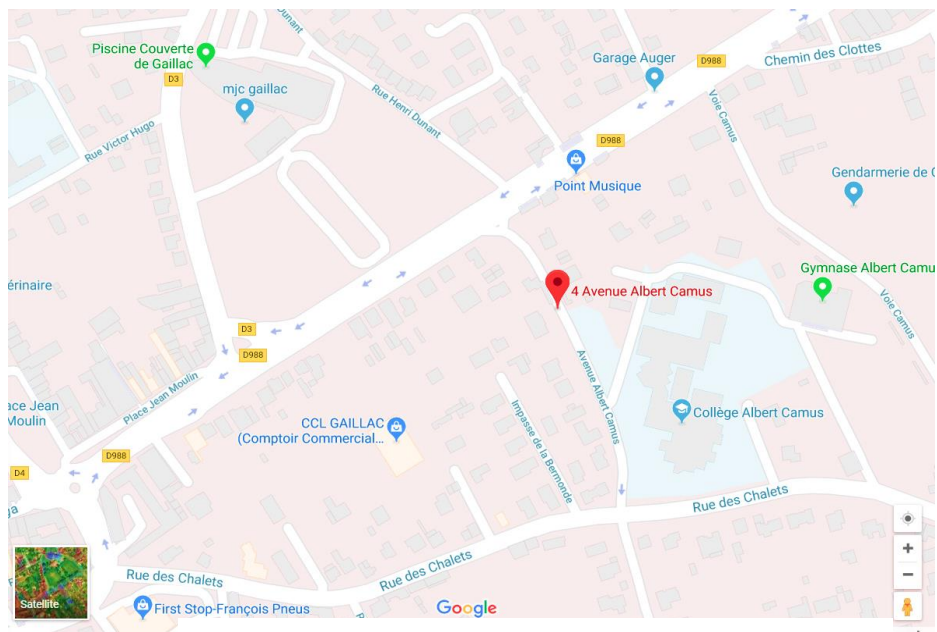 Piscine Couverte
de Gaillac
D3
mjc gaillac
Dunant
Rue Henri Dunant
Garage Auger
D988
Chemin des Clottes
Rue Victor Hugo
D988
Voie Camus
Point Musique
Gendarmerie de G
4 Avenue Albert Camus
Gymnase Albert Camu
érinaire
Voie Camus
D3
D988
Place Jean Moulin
Avenue Albert Camus
ace Jean
Moulin
CCL GAILLAC
(Comptoir Commercial...
Impasse de la Bermonde
Collège Albert Camus
D988
D4
ga
Rue des Chalets
Rue des Chalets
Rue des Chalets
Satellite
First Stop-François Pneus
Google